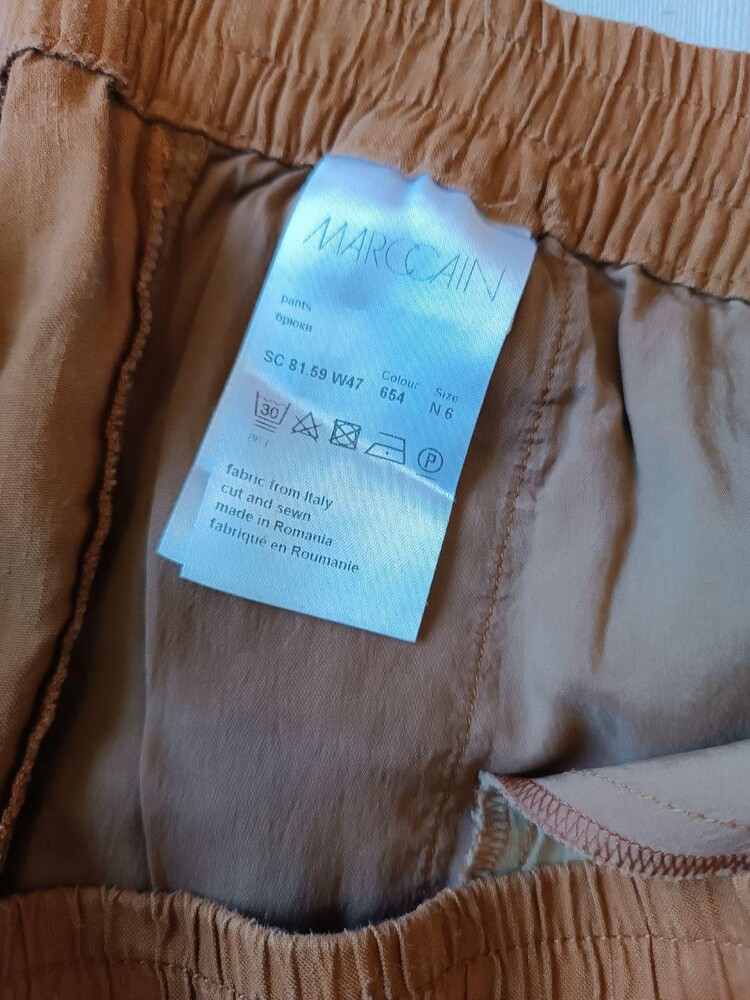 MARCCAIN
pants
брюки
SC 81.59 W47
Colour
654
Size
N 6
30
P
fabric from Italy
cut and sewn
made in Romania
fabriqué en Roumanie